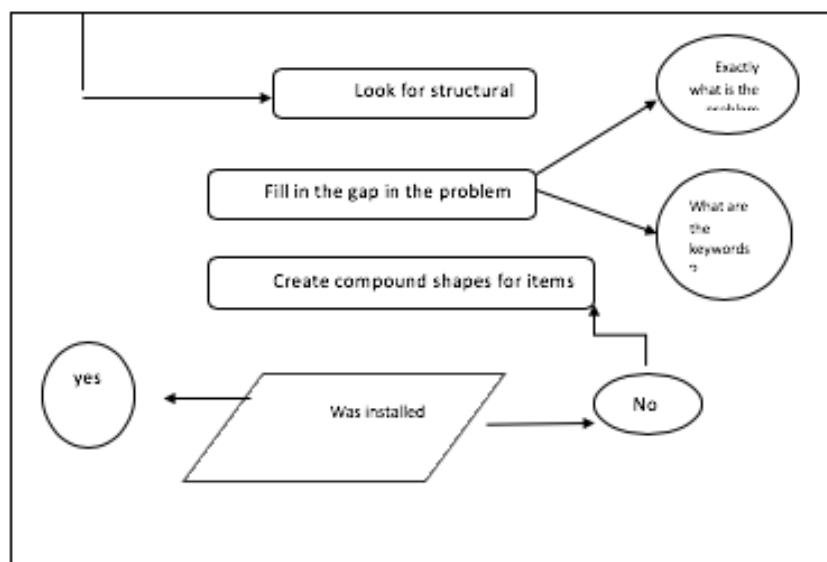 Look for structural
Exactly
what is the
problem
Fill in the gap in the problem
What are
the
keywords
?
Create compound shapes for items
yes
Was installed
No